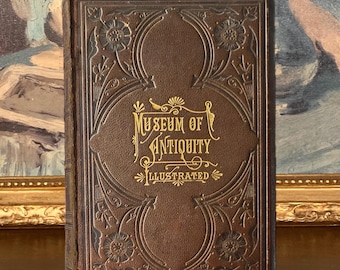 MUSEUM OF
ANTIQUITY
ILLUSTRATED